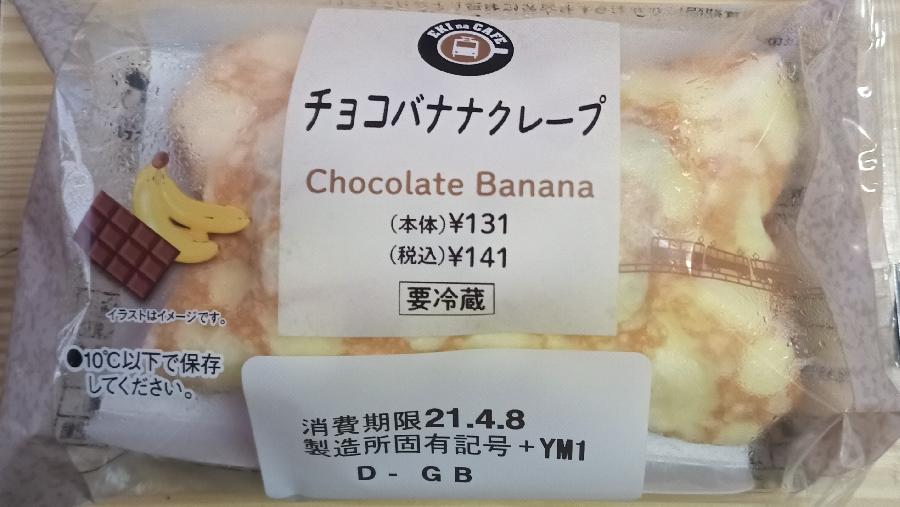 EKI na CAFE
チョコバナナクレープ
Chocolate Banana
(本体)¥131
(税込)¥141
要冷蔵
イラストはイメージです。
●10℃以下で保存
してください。
消費期限21.4.8
製造所固有記号+YM1
D - GB